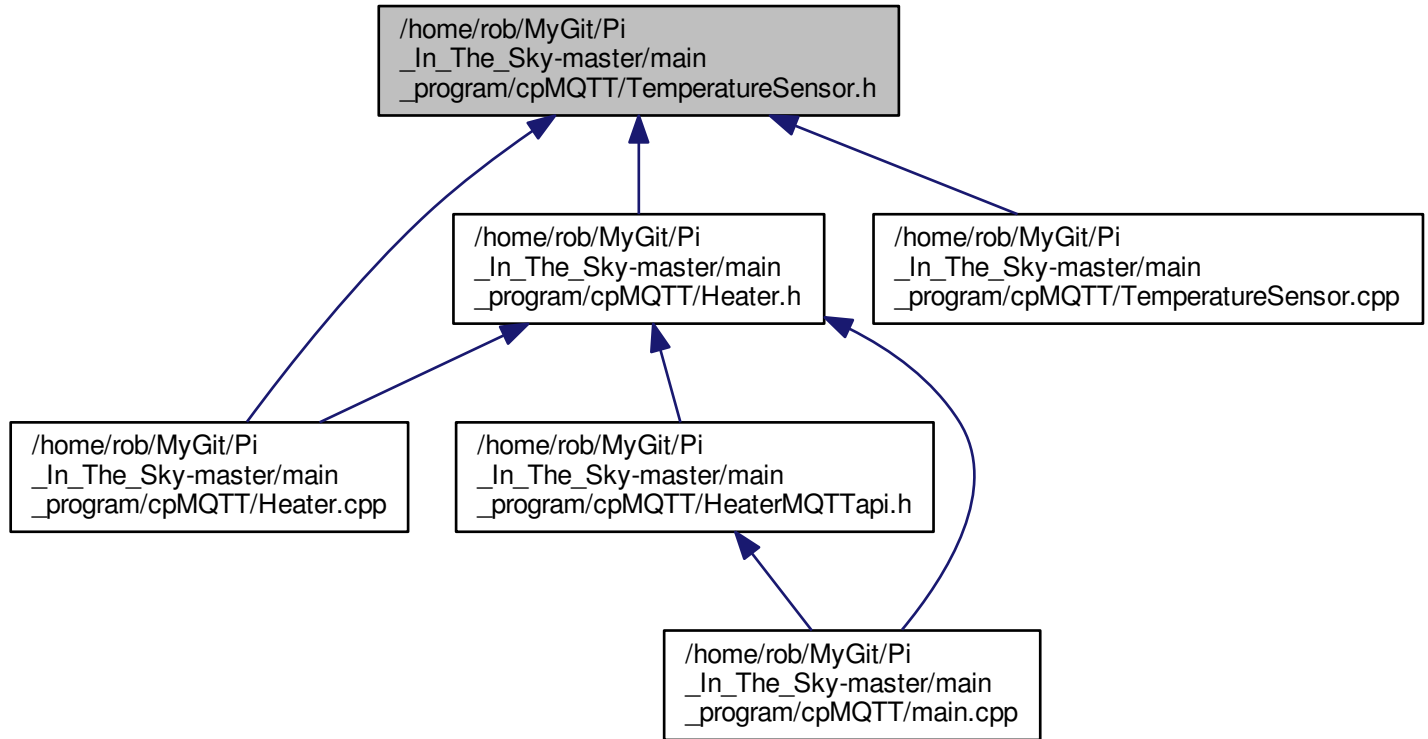 /home/rob/MyGit/Pi
_In_The_Sky-master/main
_program/cpMQTT/TemperatureSensor.h
/home/rob/MyGit/Pi
_In_The_Sky-master/main
_program/cpMQTT/Heater.h
/home/rob/MyGit/Pi
_In_The_Sky-master/main
_program/cpMQTT/TemperatureSensor.cpp
/home/rob/MyGit/Pi
_In_The_Sky-master/main
_program/cpMQTT/Heater.cpp
/home/rob/MyGit/Pi
_In_The_Sky-master/main
_program/cpMQTT/HeaterMQTTapi.h
/home/rob/MyGit/Pi
_In_The_Sky-master/main
_program/cpMQTT/main.cpp